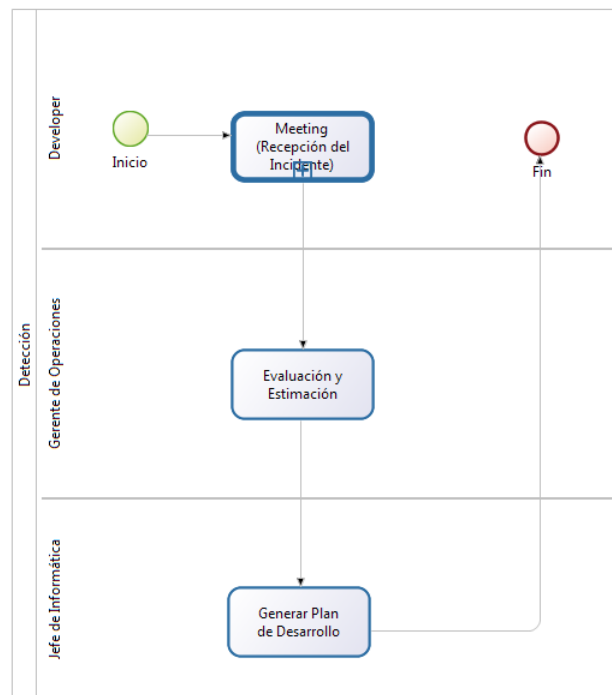 Detección
Developer
Inicio
Meeting
(Recepción del
Incidente)
Fin
Gerente de Operaciones
Evaluación y
Estimación
Jefe de Informática
Generar Plan
de Desarrollo